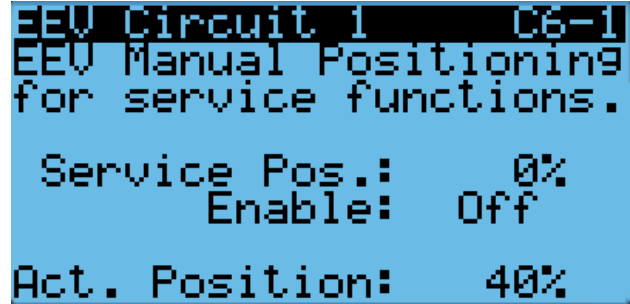 EEV Circuit 1 C6-1
EEV Manual Positioning
for service functions.
Service Pos.: 0%
Enable: Off
Act. Position: 40%